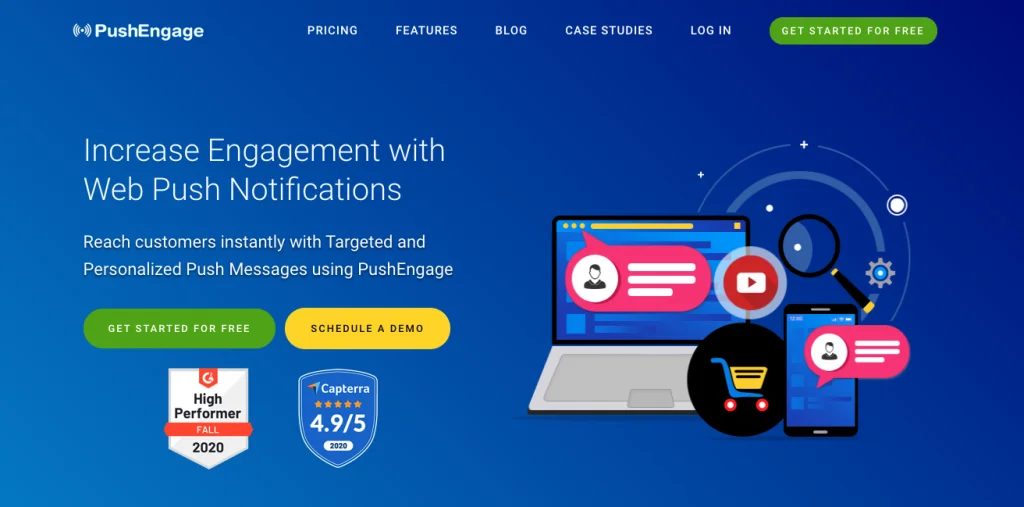 PushEngage
PRICING
FEATURES
BLOG
CASE STUDIES
LOG IN
GET STARTED FOR FREE
Increase Engagement with
Web Push Notifications
Reach customers instantly with Targeted and
Personalized Push Messages using PushEngage
GET STARTED FOR FREE
SCHEDULE A DEMO
High
Performer
FALL
2020
Capterra
4.9/5
2020